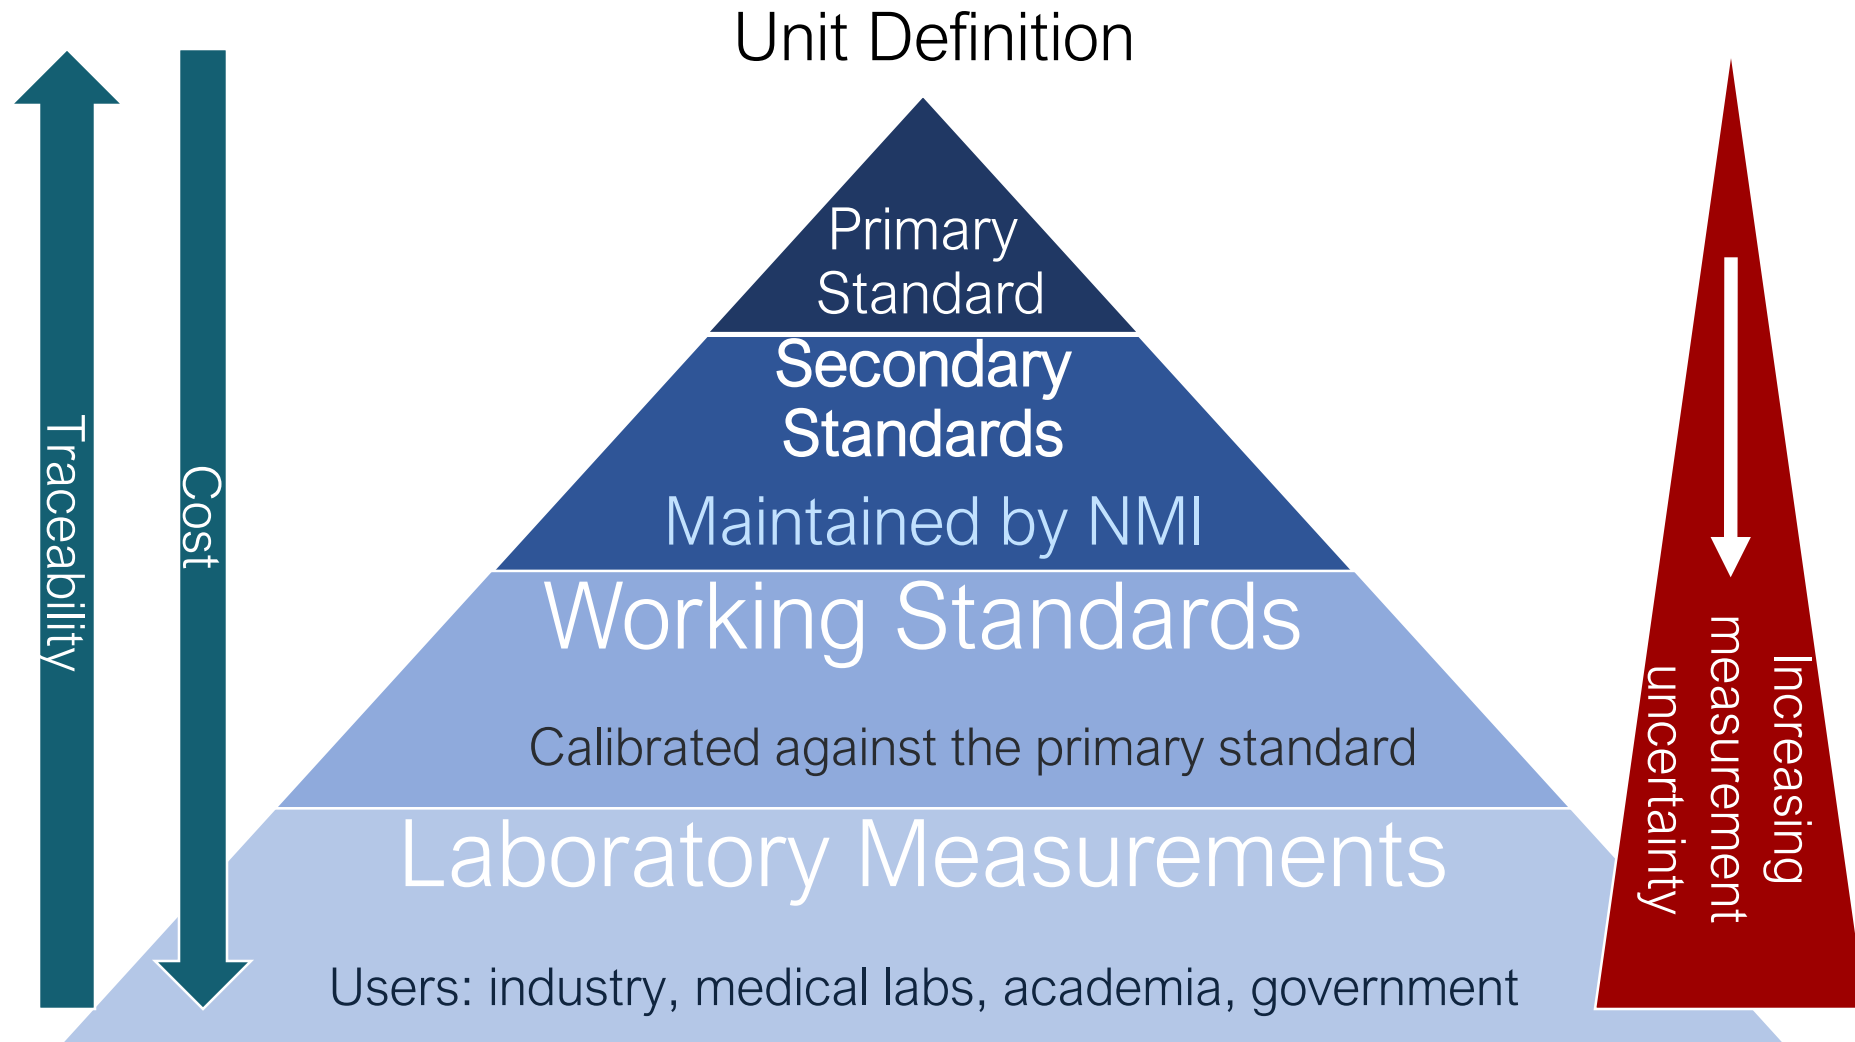 Unit Definition
Primary
Standard
Secondary
Standards
Maintained by NMI
Working Standards
Calibrated against the primary standard
Laboratory Measurements
Users: industry, medical labs, academia, government
Traceability
Cost
Increasing
measurement
uncertainty